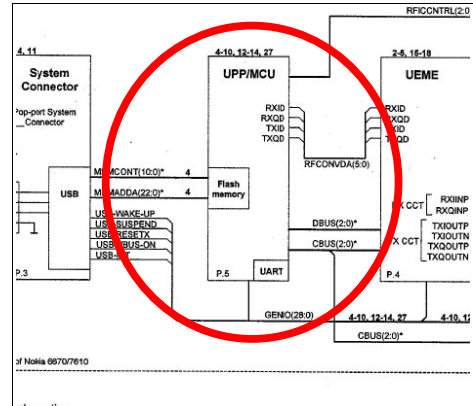 RFICCNTRL(2:0
4, 11
4-10, 12-14, 27
2-5, 15-18
System
Connector
UPP/MCU
UEME
Pop-port System
Connector
RXID
RXQD
TXID
TXQD
RXID
RXQD
TXID
TXQD
RFCONVDA(5:0)
MEMCONT(10:0)*
4
USB
Flash
memory
MEMADDA(22:0)*
4
RX CCT
RXIINP
RXQINP
USB-WAKE-UP
USB-SUSPEND
USB-RESETX
USB-VBUS-ON
USB-INT
DBUS(2:0)*
CBUS(2:0)*
TX CCT
TXIOUTP
TXIOUTN
TXQOUTP
TXQOUTN
P.3
P.5
UART
P.4
GENIO(28:0)
4-10, 12-14, 27
4-10, 12
CBUS(2:0)*
of Nokia 6670/7610